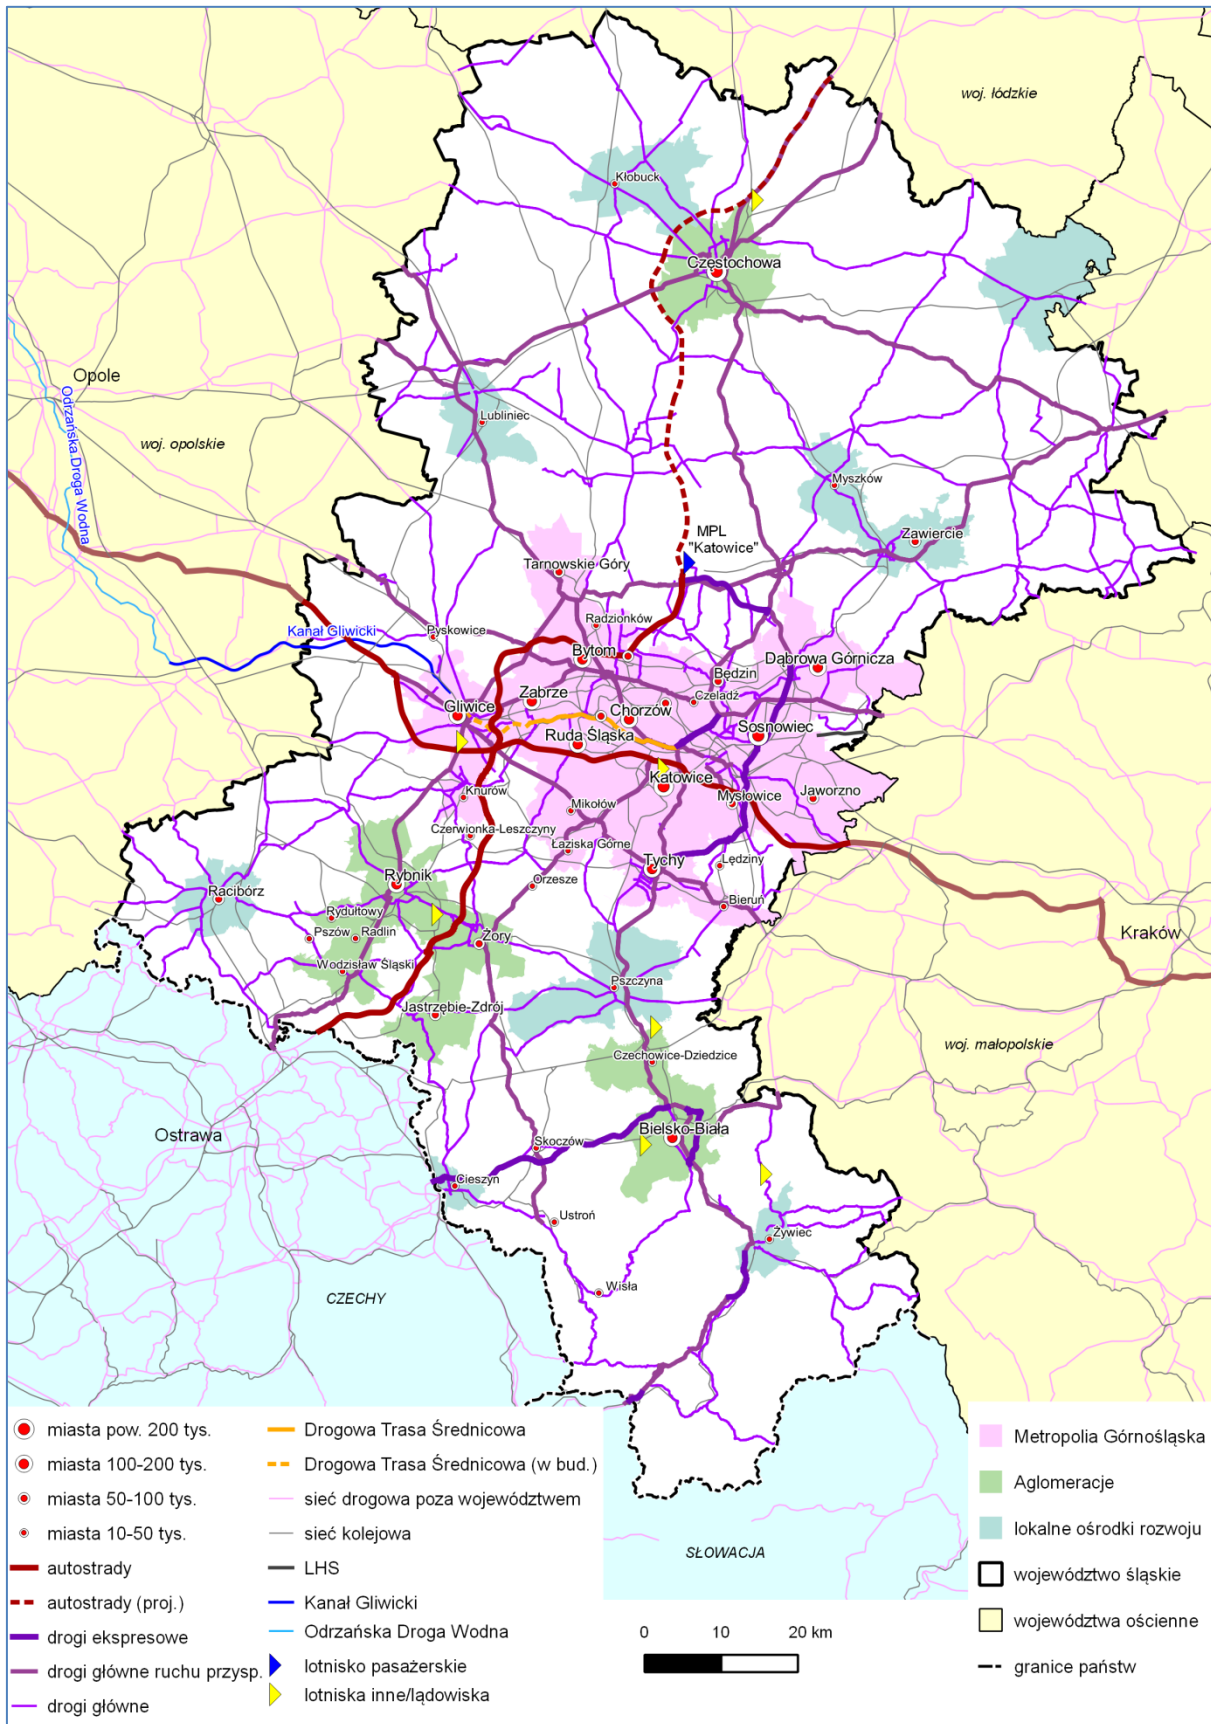 woj. łódzkie
Kłobuck
Częstochowa
Opole
Odrzańska Droga Wodna
woj. opolskie
Lubliniec
Myszków
Zawiercie
MPL
"Katowice"
Tarnowskie Góry
Radzionków
Kanał Gliwicki
Pyskowice
Bytom
Dąbrowa Górnicza
Będzin
Zabrze
Czeladź
Gliwice
Chorzów
Sosnowiec
Ruda Śląska
Katowice
Knurów
Mysłowice
Jaworzno
Mikołów
Czerwionka-Leszczyny
Łaziska Górne
Tychy
Lędziny
Rybnik
Orzesze
Racibórz
Bieruń
Rydułtowy
Pszów
Radlin
Żory
Kraków
Wodzisław Śląski
Pszczyna
Jastrzębie-Zdrój
Czechowice-Dziedzice
woj. małopolskie
Ostrawa
Bielsko-Biała
Skoczów
Cieszyn
Ustroń
Żywiec
Wisła
CZECHY
SŁOWACJA
miasta pow. 200 tys.
miasta 100-200 tys.
miasta 50-100 tys.
miasta 10-50 tys.
autostrady
autostrady (proj.)
drogi ekspresowe
drogi główne ruchu przysp.
drogi główne
Drogowa Trasa Średnicowa
Drogowa Trasa Średnicowa (w bud.)
sieć drogowa poza województwem
sieć kolejowa
LHS
Kanał Gliwicki
Odrzańska Droga Wodna
lotnisko pasażerskie
lotniska inne/lądowiska
0 10 20 km
Metropolia Górnośląska
Aglomeracje
lokalne ośrodki rozwoju
województwo śląskie
województwa ościenne
granice państw